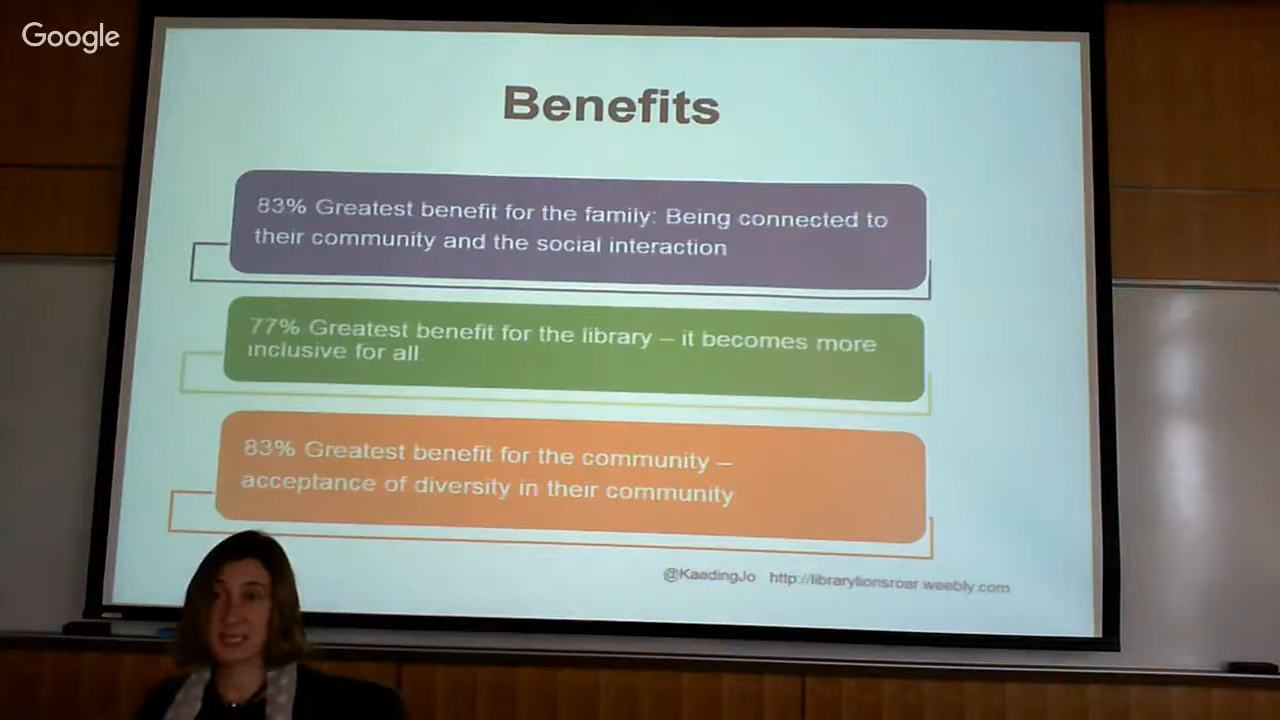 Google
Benefits
83% Greatest benefit for the family: Being connected to
their community and the social interaction
77% Greatest benefit for the library – it becomes more
inclusive for all.
83% Greatest benefit for the community –
acceptance of diversity in their community
@KaadingJo http://librarylionsroar.weebly.com